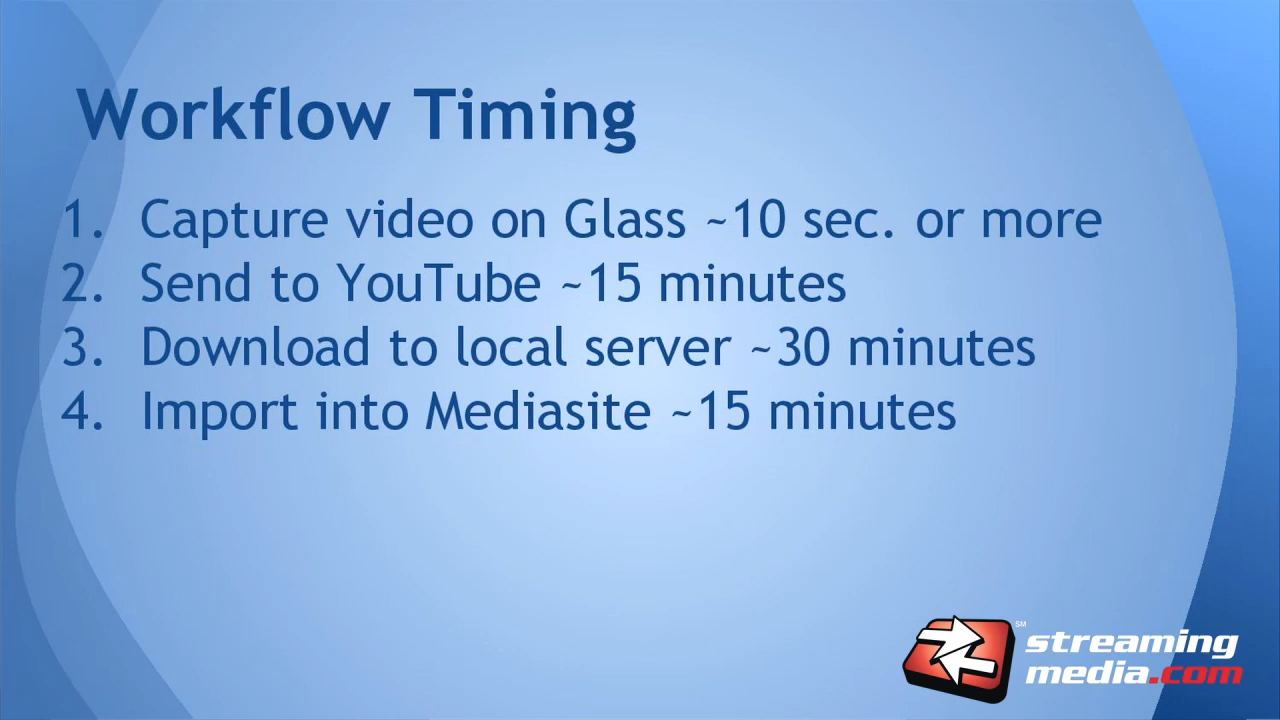 Workflow Timing
1. Capture video on Glass ~10 sec. or more
2. Send to YouTube ~15 minutes
3. Download to local server ~30 minutes
4. Import into Mediasite ~15 minutes
SM
streaming
media.com